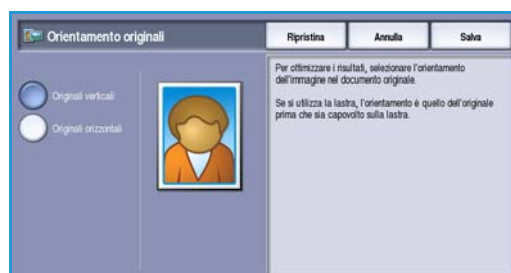 Orientamento originali
Ripristina
Annulla
Salva
Originali verticali
Originali orizzontali
Per ottimizzare i risultati, selezionare l'orientamento
dell'immagine nel documento originale.
Se si utilizza la lastra, l'orientamento è quello dell'originale
prima che sia capovolto sulla lastra.